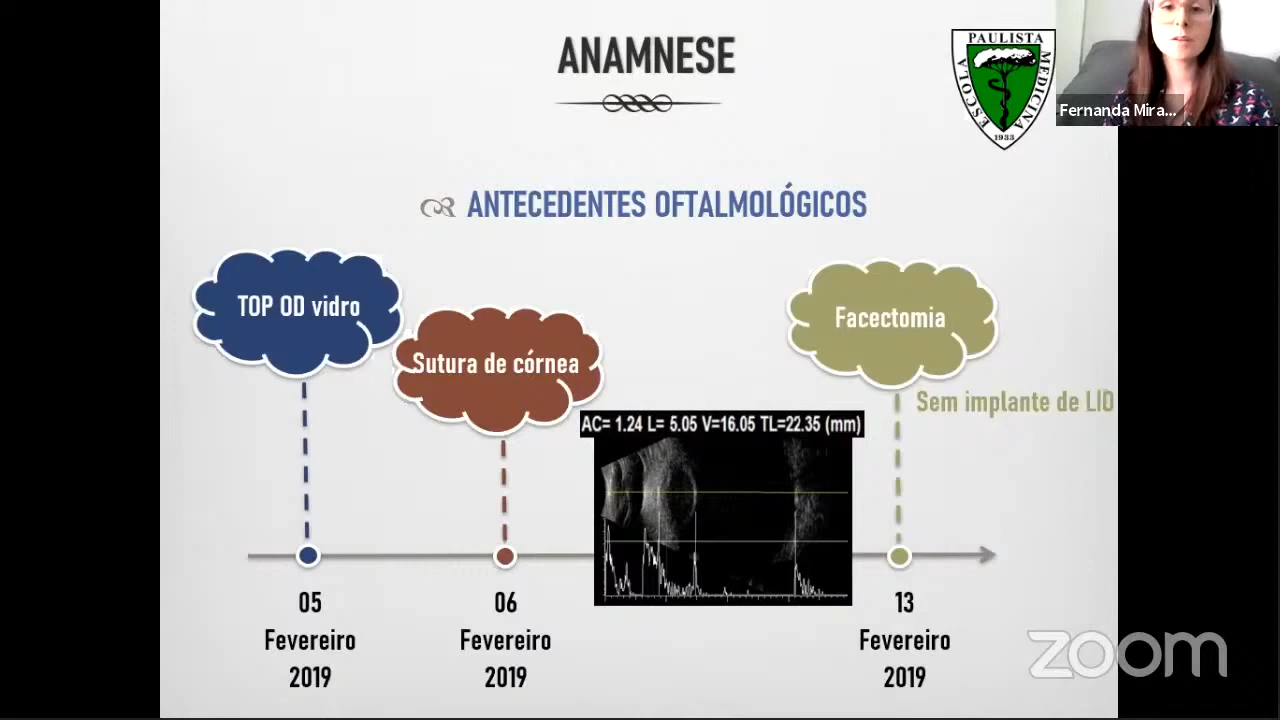 ANAMNESE
ESCOLA PAULISTA MEDICINA
1933
Fernanda Mira...
ANTECEDENTES OFTALMOLÓGICOS
TOP OD vidro
Sutura de córnea
Facectomia
Sem implante de LIO
AC= 1.24 L= 5.05 V=16.05 TL=22.35 (mm)
05
Fevereiro
2019
06
Fevereiro
2019
13
Fevereiro
2019
zoom